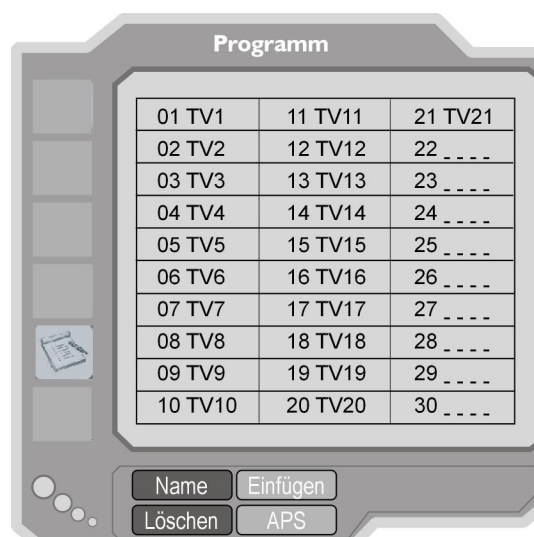 Programm
01 TV1 11 TV11 21 TV21
02 TV2 12 TV12 22 _ _ _ _
03 TV3 13 TV13 23 _ _ _ _
04 TV4 14 TV14 24 _ _ _ _
05 TV5 15 TV15 25 _ _ _ _
06 TV6 16 TV16 26 _ _ _ _
07 TV7 17 TV17 27 _ _ _ _
08 TV8 18 TV18 28 _ _ _ _
09 TV9 19 TV19 29 _ _ _ _
10 TV10 20 TV20 30 _ _ _ _
Name Einfügen
Löschen APS